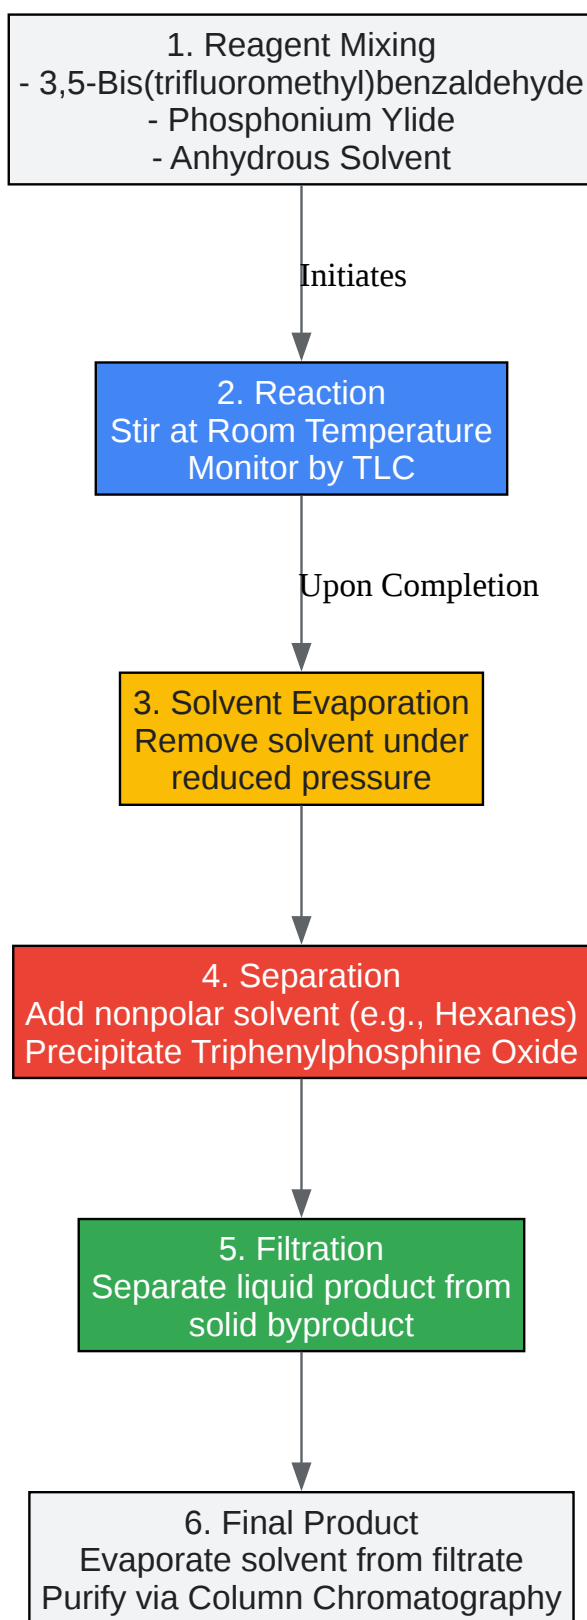 1. Reagent Mixing
- 3,5-Bis(trifluoromethyl)benzaldehyde
- Phosphonium Ylide
- Anhydrous Solvent
Initiates
2. Reaction
Stir at Room Temperature
Monitor by TLC
Upon Completion
3. Solvent Evaporation
Remove solvent under
reduced pressure
4. Separation
Add nonpolar solvent (e.g., Hexanes)
Precipitate Triphenylphosphine Oxide
5. Filtration
Separate liquid product from
solid byproduct
6. Final Product
Evaporate solvent from filtrate
Purify via Column Chromatography